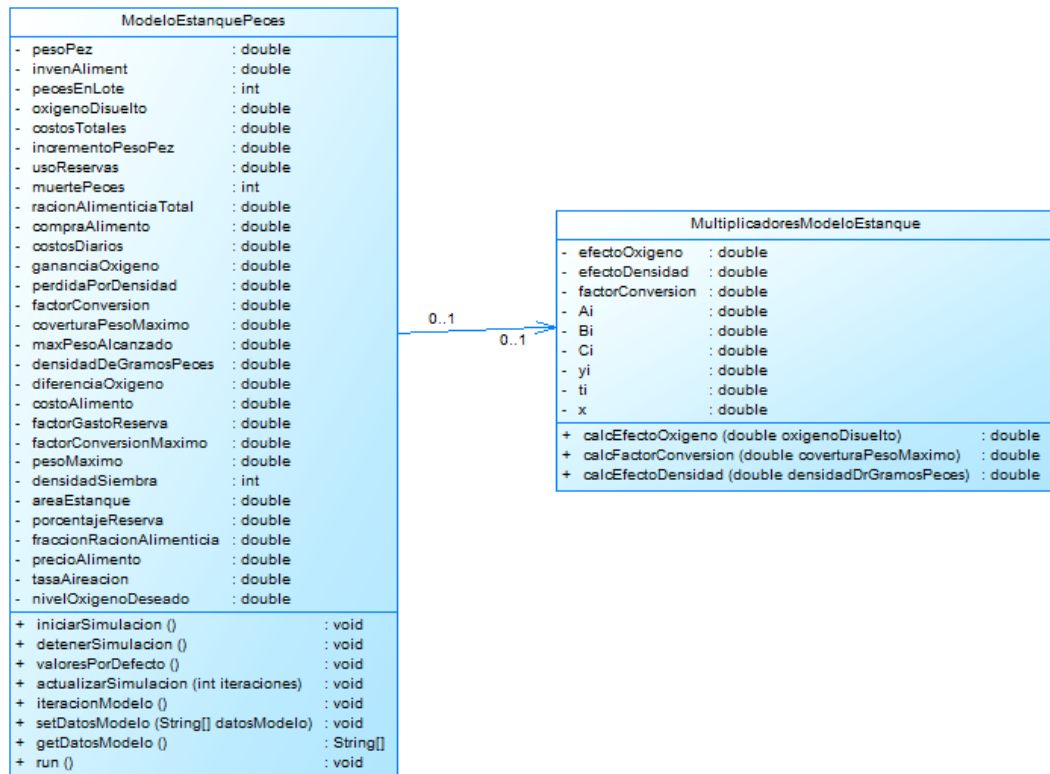 ModeloEstanquePeces
- pesoPez : double
- invenAliment : double
- pecesEnLote : int
- oxigenoDisuelto : double
- costosTotales : double
- incrementoPesoPez : double
- usoReservas : double
- muertePeces : int
- racionAlimenticiaTotal : double
- compraAlimento : double
- costosDiarios : double
- gananciaOxigeno : double
- perdidaPorDensidad : double
- factorConversion : double
- coverturaPesoMaximo : double
- maxPesoAlcanzado : double
- densidadDeGramosPeces : double
- diferenciaOxigeno : double
- costoAlimento : double
- factorGastoReserva : double
- factorConversionMaximo : double
- pesoMaximo : double
- densidadSiembra : int
- areaEstanque : double
- porcentajeReserva : double
- fraccionRacionAlimenticia : double
- precioAlimento : double
- tasaAireacion : double
- nivelOxigenoDeseado : double
+ iniciarSimulacion () : void
+ detenerSimulacion () : void
+ valoresPorDefecto () : void
+ actualizarSimulacion (int iteraciones) : void
+ iteracionModelo () : void
+ setDatosModelo (String[] datosModelo) : void
+ getDatosModelo () : String[]
+ run () : void
0..1
0..1
MultiplicadoresModeloEstanque
- efectoOxigeno : double
- efectoDensidad : double
- factorConversion : double
- Ai : double
- Bi : double
- Ci : double
- yi : double
- ti : double
- x : double
+ calcEfectoOxigeno (double oxigenoDisuelto) : double
+ calcFactorConversion (double coverturaPesoMaximo) : double
+ calcEfectoDensidad (double densidadDrGramosPeces) : double